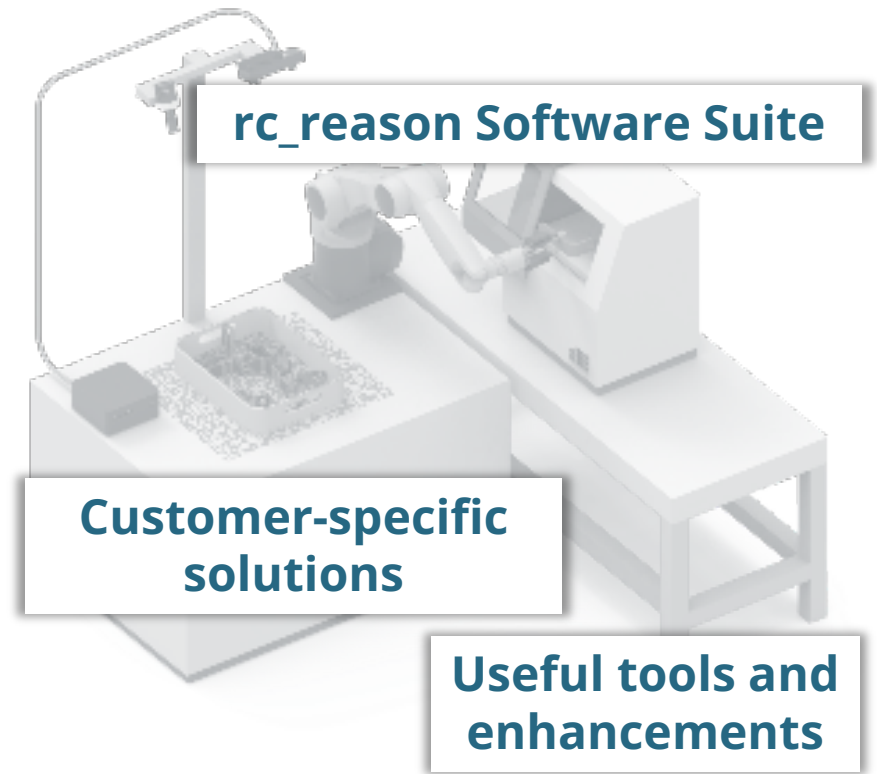 rc_reason Software Suite
Customer-specific
solutions
Useful tools and
enhancements